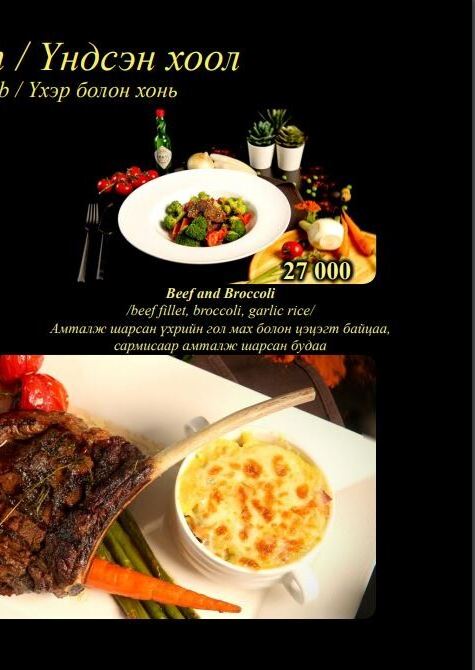 / Үндсэн хоол
b / Үхэр болон хонь
27 000
Beef and Broccoli
/beef fillet, broccoli, garlic rice/
Амталж шарсан үхрийн гол мах болон цэцэгт байцаа,
сармисаар амталж шарсан будаа